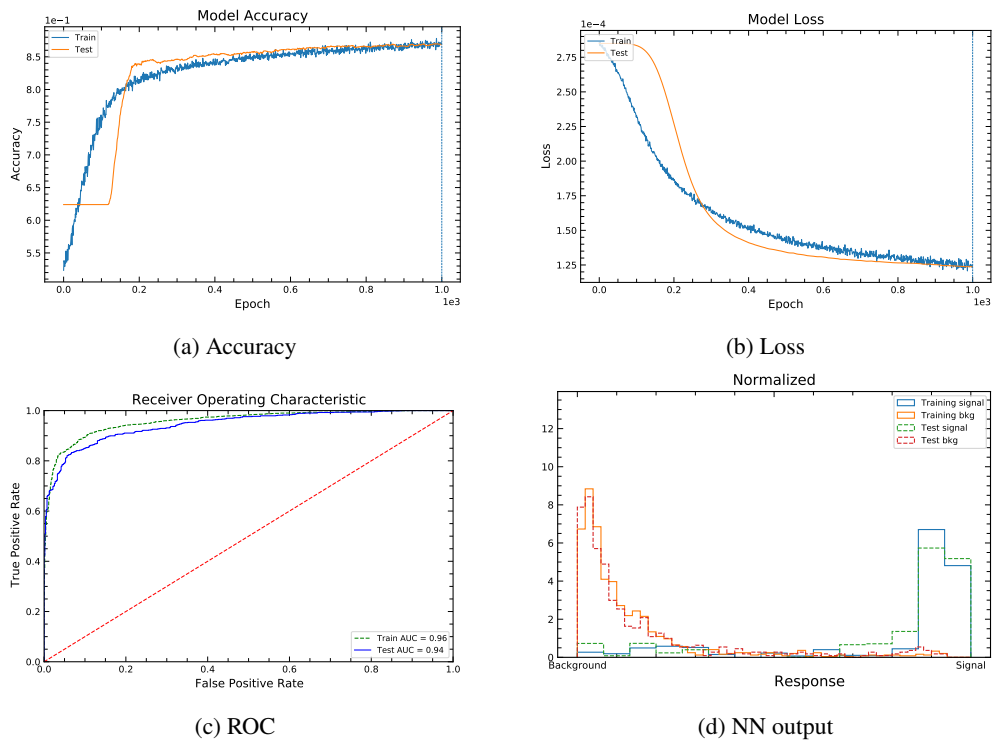 Model Accuracy
1e−1
Train
Test
8.5
8.0
7.5
7.0
6.5
6.0
5.5
Accuracy
0.0
0.2
0.4
0.6
0.8
1.0
1e3
Epoch
(a) Accuracy
Model Loss
1e−4
Train
Test
2.75
2.50
2.25
2.00
1.75
1.50
1.25
Loss
0.0
0.2
0.4
0.6
0.8
1.0
1e3
Epoch
(b) Loss
Receiver Operating Characteristic
1.0
0.8
0.6
0.4
0.2
0.0
True Positive Rate
Train AUC = 0.96
Test AUC = 0.94
0.0
0.2
0.4
0.6
0.8
1.0
False Positive Rate
(c) ROC
Normalized
Training signal
Training bkg
Test signal
Test bkg
12
10
8
6
4
2
0
Background
Signal
Response
(d) NN output